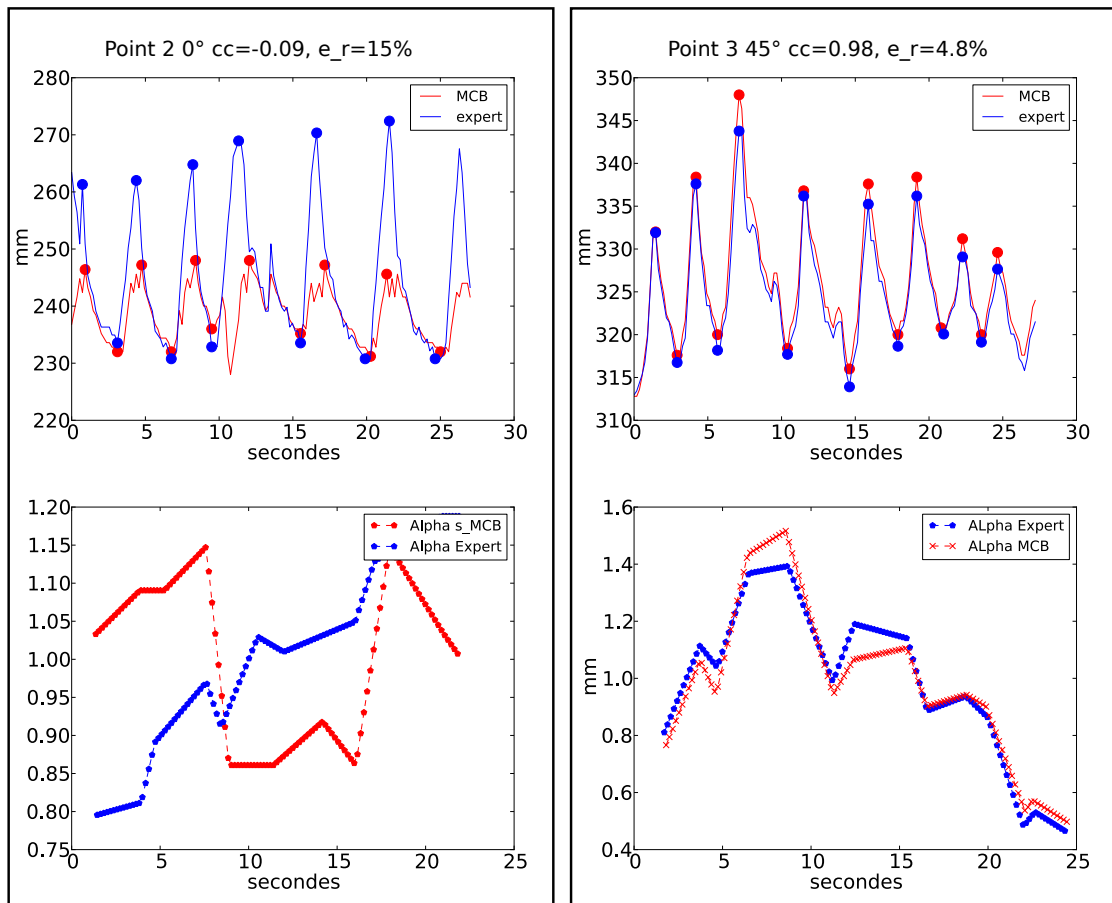 Point 2 0° cc=-0.09, e_r=15%
280
270
260
250
240
230
220
mm
MCB
expert
0 5 10 15 20 25 30
secondes
1.20
1.15
1.10
1.05
1.00
0.95
0.90
0.85
0.80
0.75
Alpha s_MCB
Alpha Expert
0 5 10 15 20 25
secondes
Point 3 45° cc=0.98, e_r=4.8%
350
345
340
335
330
325
320
315
310
mm
MCB
expert
0 5 10 15 20 25 30
secondes
1.6
1.4
1.2
1.0
0.8
0.6
0.4
mm
ALpha Expert
ALpha MCB
0 5 10 15 20 25
secondes